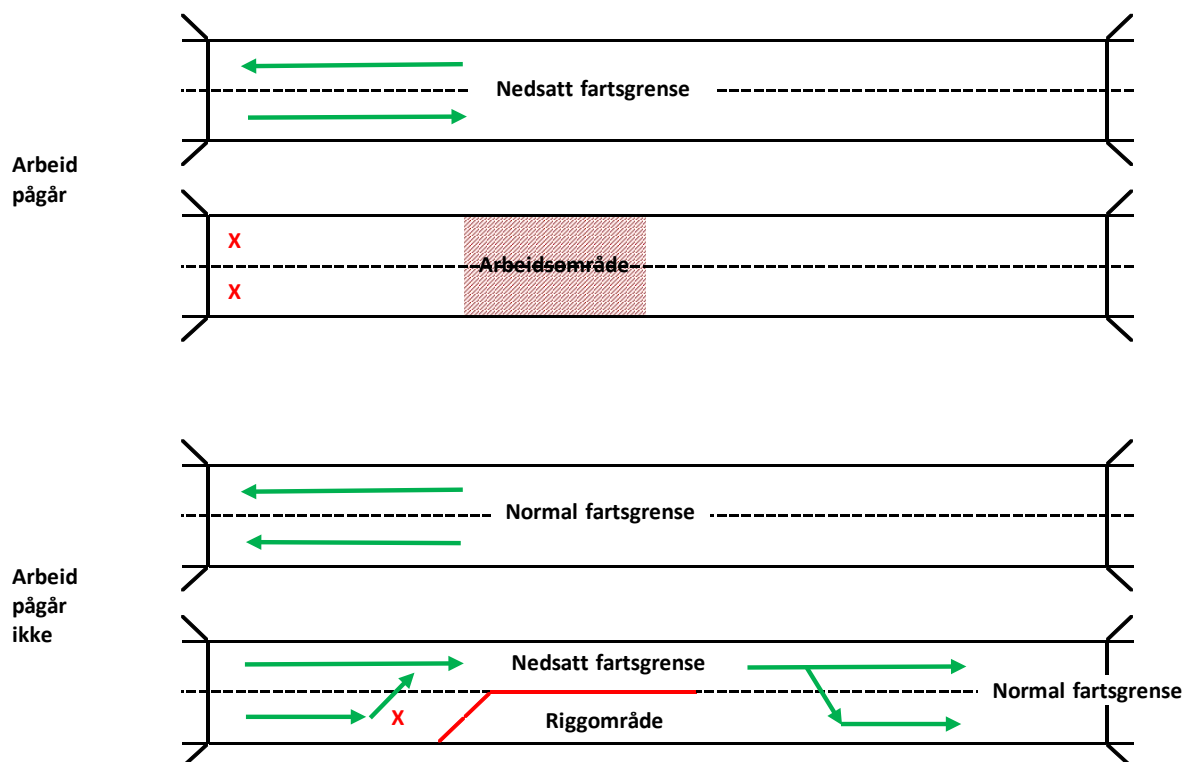 Nedsatt fartsgrense
Arbeid
pågår
X
Arbeidsområde
X
Normal fartsgrense
Arbeid
pågår
ikke
Nedsatt fartsgrense
Normal fartsgrense
X
Riggområde